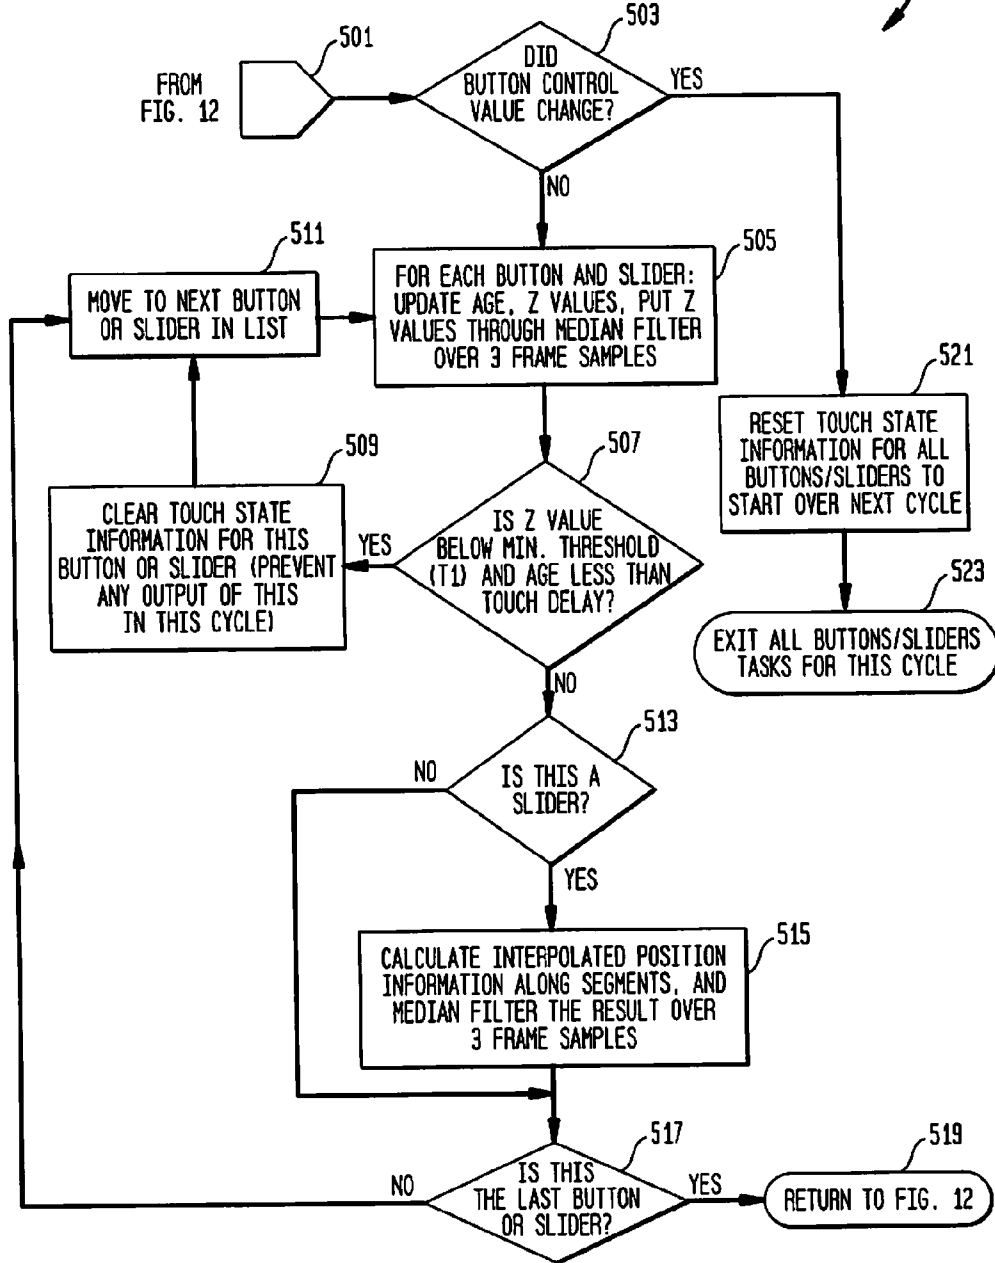 501
FROM
FIG. 12
503
DID
BUTTON CONTROL
VALUE CHANGE?
YES
NO
511
MOVE TO NEXT BUTTON
OR SLIDER IN LIST
505
FOR EACH BUTTON AND SLIDER:
UPDATE AGE, Z VALUES, PUT Z
VALUES THROUGH MEDIAN FILTER
OVER 3 FRAME SAMPLES
521
RESET TOUCH STATE
INFORMATION FOR ALL
BUTTONS/SLIDERS TO
START OVER NEXT CYCLE
509
CLEAR TOUCH STATE
INFORMATION FOR THIS
BUTTON OR SLIDER (PREVENT
ANY OUTPUT OF THIS
IN THIS CYCLE)
YES
507
IS Z VALUE
BELOW MIN. THRESHOLD
(T1) AND AGE LESS THAN
TOUCH DELAY?
NO
523
EXIT ALL BUTTONS/SLIDERS
TASKS FOR THIS CYCLE
513
IS THIS A
SLIDER?
NO
YES
515
CALCULATE INTERPOLATED POSITION
INFORMATION ALONG SEGMENTS, AND
MEDIAN FILTER THE RESULT OVER
3 FRAME SAMPLES
517
IS THIS
THE LAST BUTTON
OR SLIDER?
NO
YES
519
RETURN TO FIG. 12